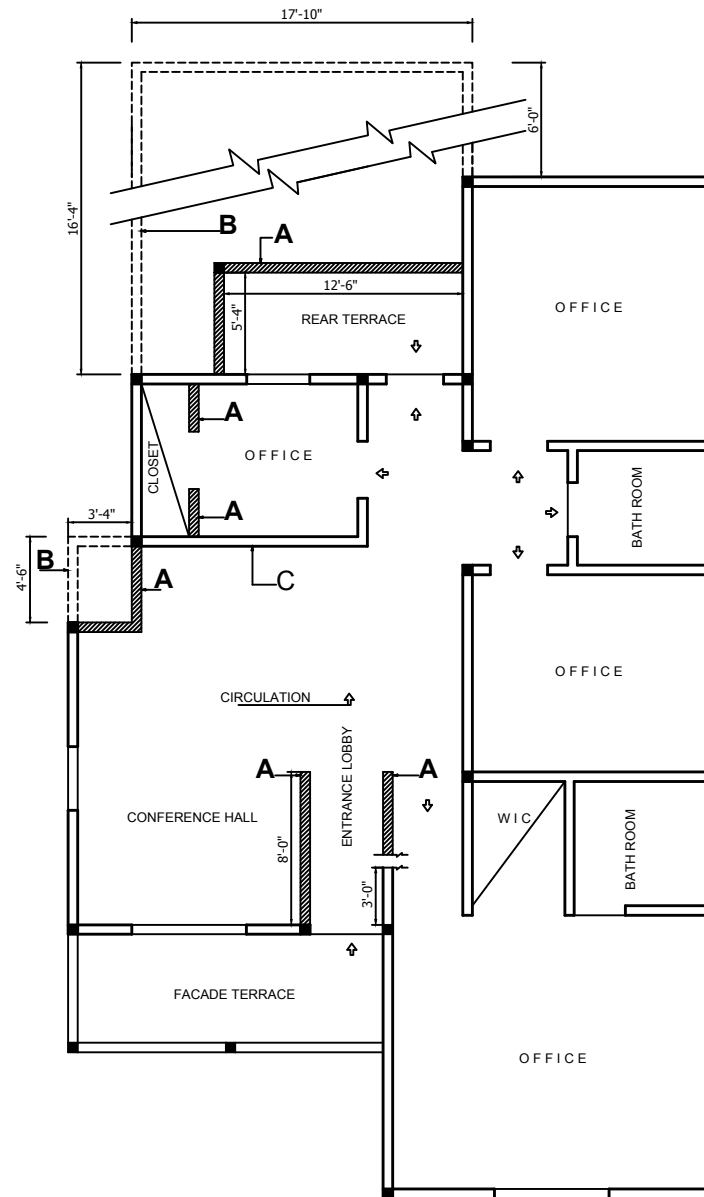 17'-10"
6'-0"
16'-4"
B
A
12'-6"
5'-4"
REAR TERRACE
OFFICE
A
CLOSET
OFFICE
A
BATH ROOM
3'-4"
4'-6"
B
A
C
OFFICE
CIRCULATION
ENTRANCE LOBBY
A
A
CONFERENCE HALL
8'-0"
3'-0"
WIC
BATH ROOM
FACADE TERRACE
OFFICE